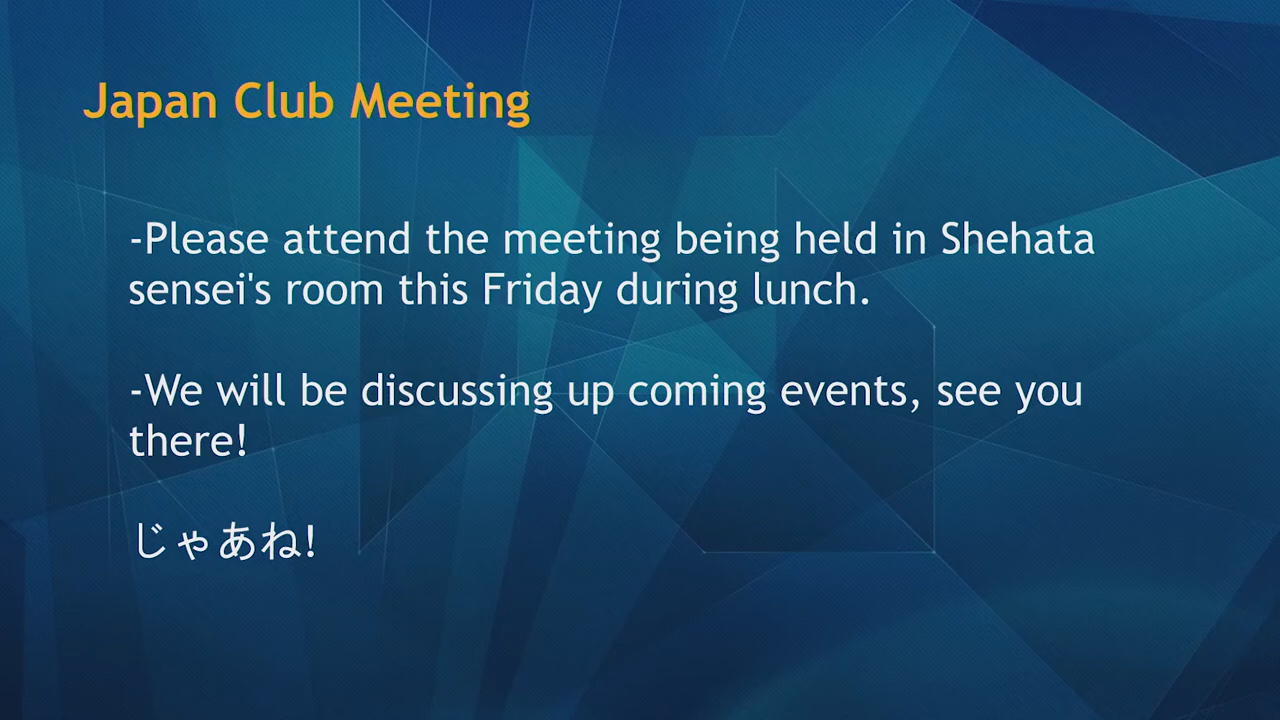 Japan Club Meeting
-Please attend the meeting being held in Shehata
sensei's room this Friday during lunch.
-We will be discussing up coming events, see you
there!
じゃあね!